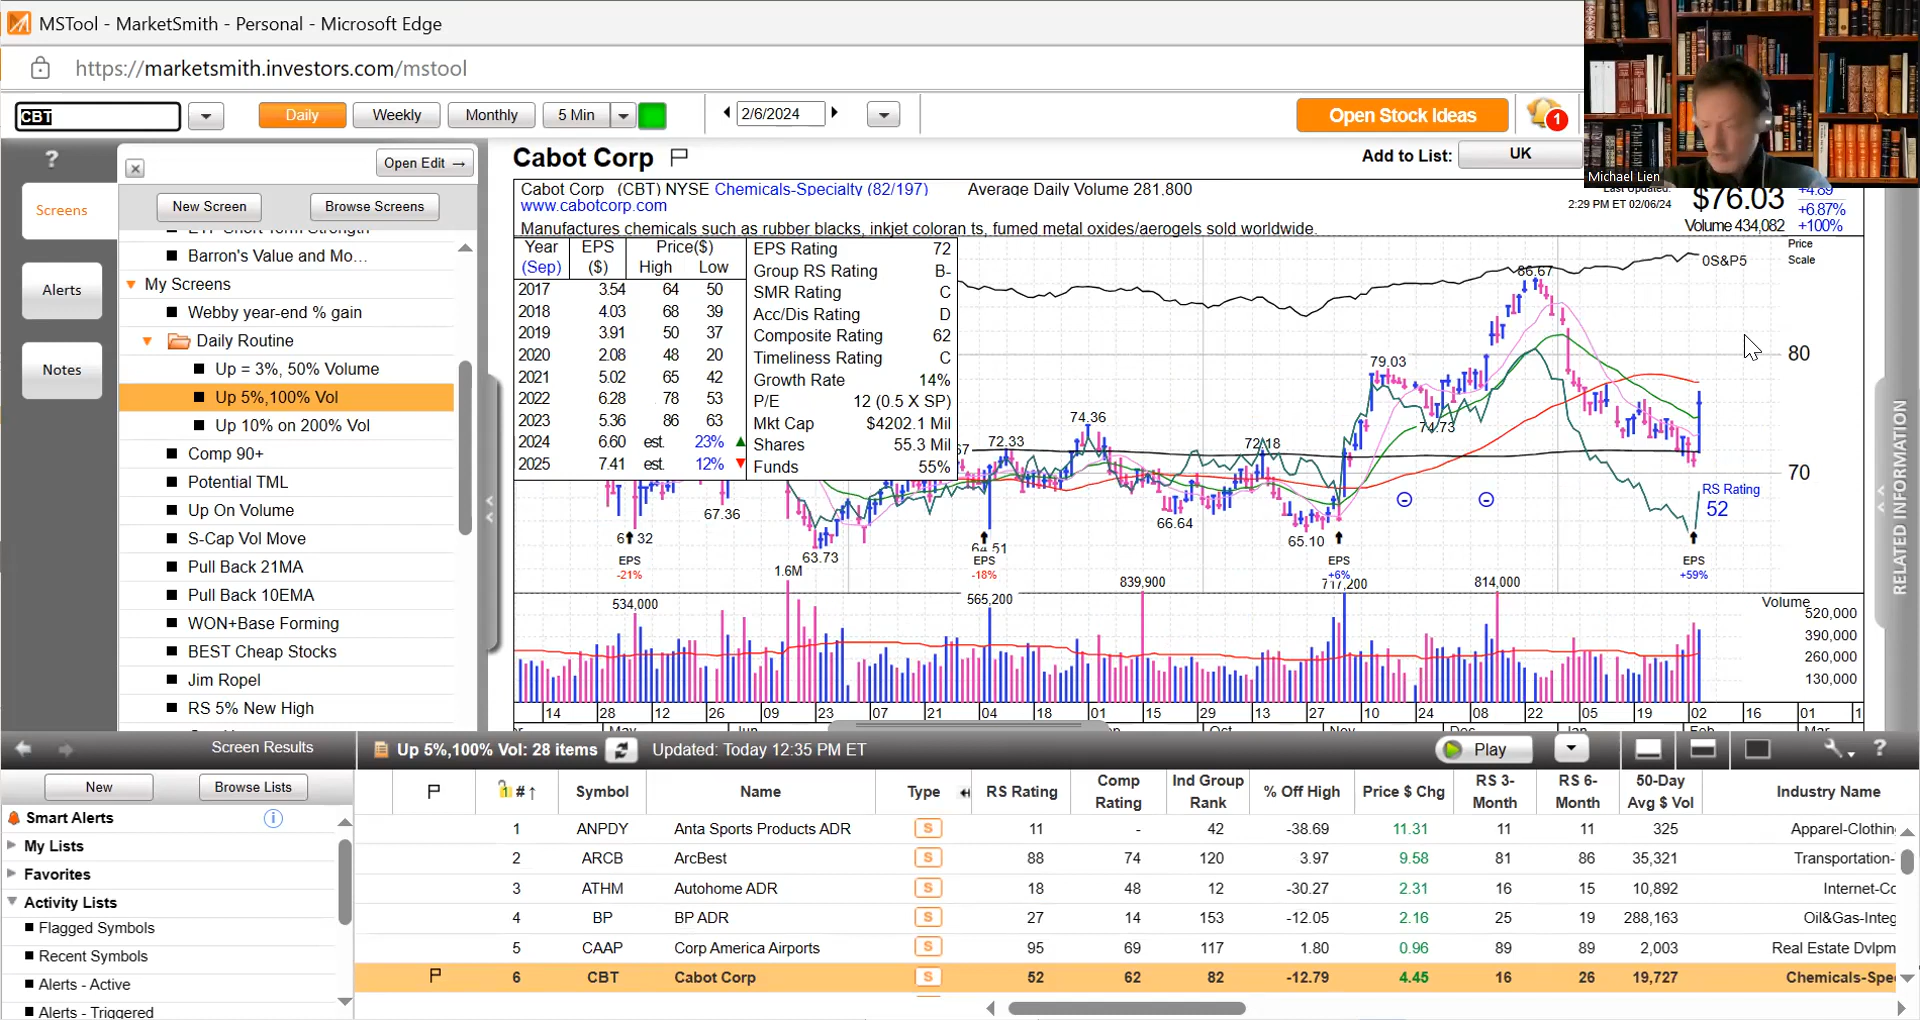 MSTool - MarketSmith - Personal - Microsoft Edge
https://marketsmith.investors.com/mstool
CBT
Daily
Weekly
Monthly
5 Min
2/6/2024
Open Stock Ideas
1
Michael Lien
?
Screens
Alerts
Notes
Open Edit →
New Screen
Browse Screens
ETF Short Term Strength
Barron's Value and Mo...
My Screens
Webby year-end % gain
Daily Routine
Up = 3%, 50% Volume
Up 5%,100% Vol
Up 10% on 200% Vol
Comp 90+
Potential TML
Up On Volume
S-Cap Vol Move
Pull Back 21MA
Pull Back 10EMA
WON+Base Forming
BEST Cheap Stocks
Jim Ropel
RS 5% New High
Cabot Corp
Add to List: UK
Cabot Corp (CBT) NYSE Chemicals-Specialty (82/197) Average Daily Volume 281,800
www.cabotcorp.com
Manufactures chemicals such as rubber blacks, inkjet coloran ts, fumed metal oxides/aerogels sold worldwide.
Last Updated:
2:29 PM ET 02/06/24
$76.03
+4.89
+6.87%
Volume 434,082
+100%
Year EPS Price($)
(Sep) ($) High Low
2017 3.54 64 50
2018 4.03 68 39
2019 3.91 50 37
2020 2.08 48 20
2021 5.02 65 42
2022 6.28 78 53
2023 5.36 86 63
2024 6.60 est. 23%
2025 7.41 est. 12%
EPS Rating 72
Group RS Rating B-
SMR Rating C
Acc/Dis Rating D
Composite Rating 62
Timeliness Rating C
Growth Rate 14%
P/E 12 (0.5 X SP)
Mkt Cap $4202.1 Mil
Shares 55.3 Mil
Funds 55%
Price
Scale
0S&P5
86.67
80
79.03
74.36
74.73
72.33
72.18
70
RS Rating
52
67.36
66.64
65.10
63.73
EPS
-21%
EPS
-18%
EPS
+6%
EPS
+59%
1.6M
839,900
717,200
814,000
534,000
565,200
Volume
520,000
390,000
260,000
130,000
14 28 12 26 09 23 07 21 04 18 01 15 29 13 27 10 24 08 22 05 19 02 16 01
RELATED INFORMATION
Screen Results
Up 5%,100% Vol: 28 items
Updated: Today 12:35 PM ET
Play
?
New
Browse Lists
Smart Alerts
My Lists
Favorites
Activity Lists
Flagged Symbols
Recent Symbols
Alerts - Active
Alerts - Triggered
# ↑ Symbol Name Type RS Rating Comp Rating Ind Group Rank % Off High Price $ Chg RS 3-Month RS 6-Month 50-Day Avg $ Vol Industry Name
1 ANPDY Anta Sports Products ADR S 11 - 42 -38.69 11.31 11 11 325 Apparel-Clothin
2 ARCB ArcBest S 88 74 120 3.97 9.58 81 86 35,321 Transportation-
3 ATHM Autohome ADR S 18 48 12 -30.27 2.31 16 15 10,892 Internet-Co
4 BP BP ADR S 27 14 153 -12.05 2.16 25 19 288,163 Oil&Gas-Integ
5 CAAP Corp America Airports S 95 69 117 1.80 0.96 89 89 2,003 Real Estate Dvlpm
6 CBT Cabot Corp S 52 62 82 -12.79 4.45 16 26 19,727 Chemicals-Spe